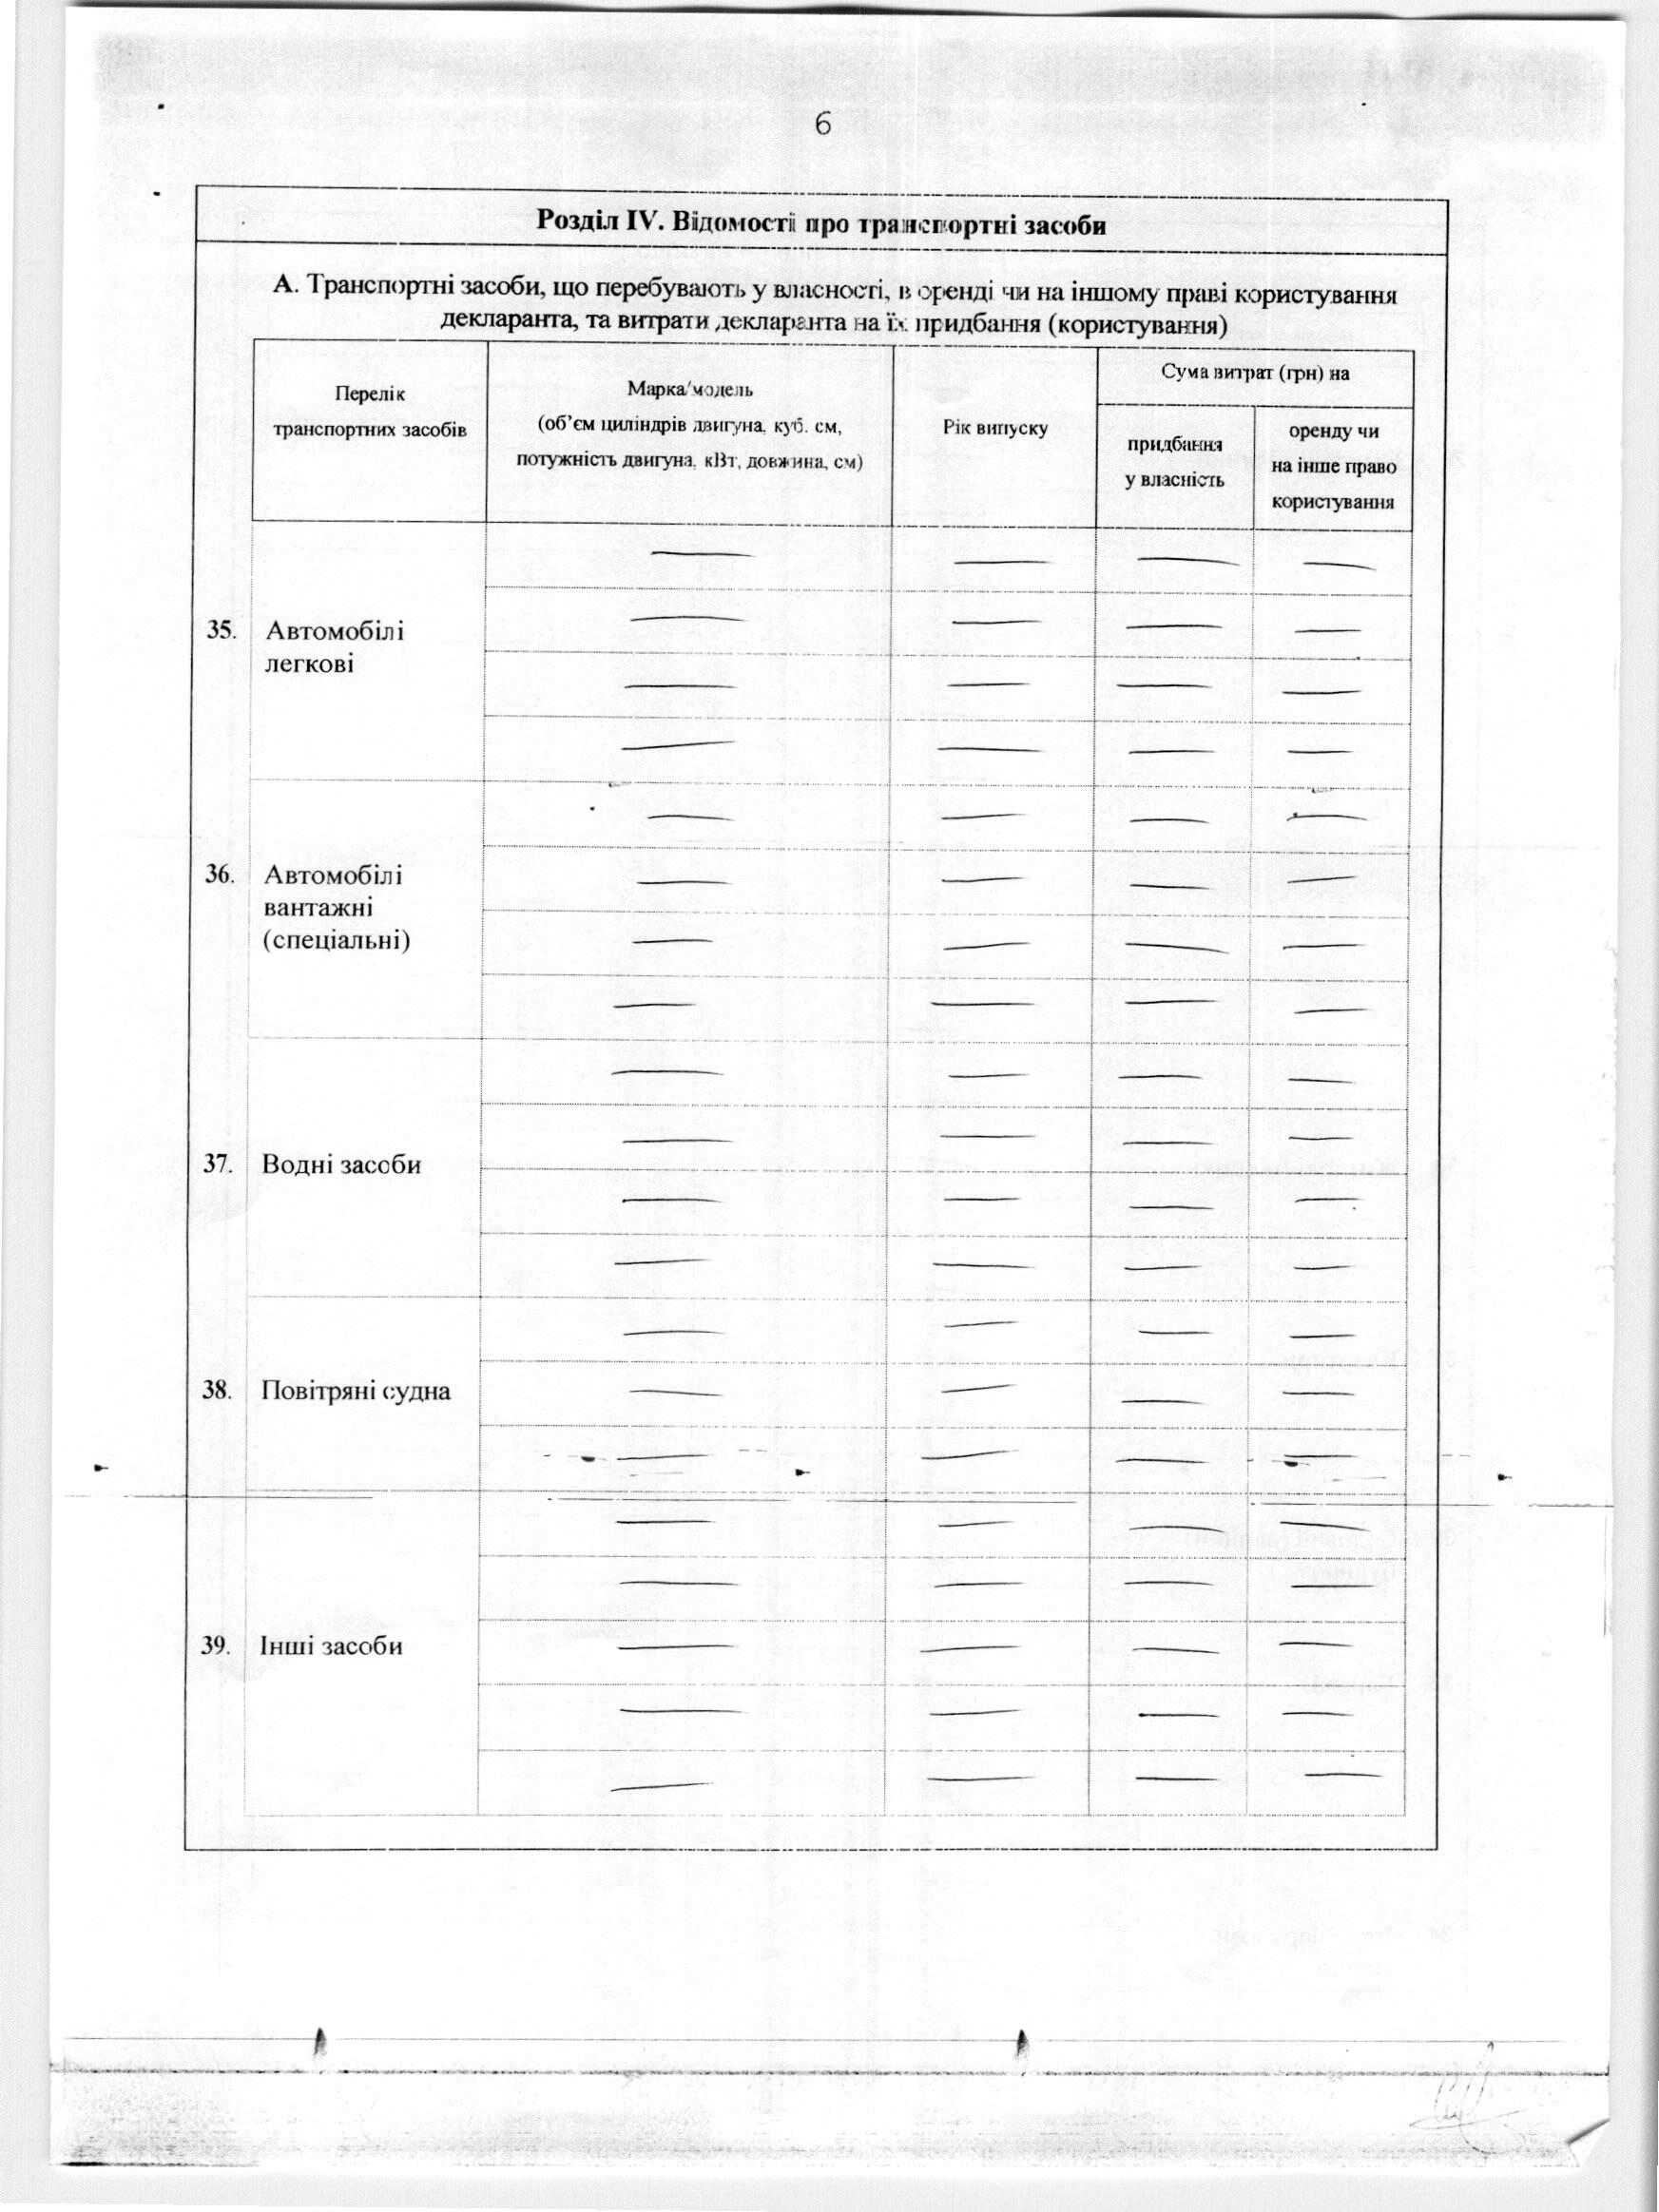 6
Розділ IV. Відомості про транспортні засоби
А. Транспортні засоби, що перебувають у власності, в оренді чи на іншому праві користування
декларанта, та витрати декларанта на їх придбання (користування)
Перелік
транспортних засобів
Марка/модель
(об’єм циліндрів двигуна, куб. см,
потужність двигуна, кВт, довжина, см)
Рік випуску
Сума витрат (грн) на
придбання
у власність
оренду чи
на інше право
користування
— — — —
— — — —
35. Автомобілі
легкові
— — — —
— — — —
— — — —
36. Автомобілі
— — — —
вантажні
(спеціальні)
— — — —
— — — —
— — — —
— — — —
37. Водні засоби
— — — —
— — — —
— — — —
38. Повітряні судна
— — — —
— — — —
— — — —
— — — —
39. Інші засоби
— — — —
— — — —
— — — —